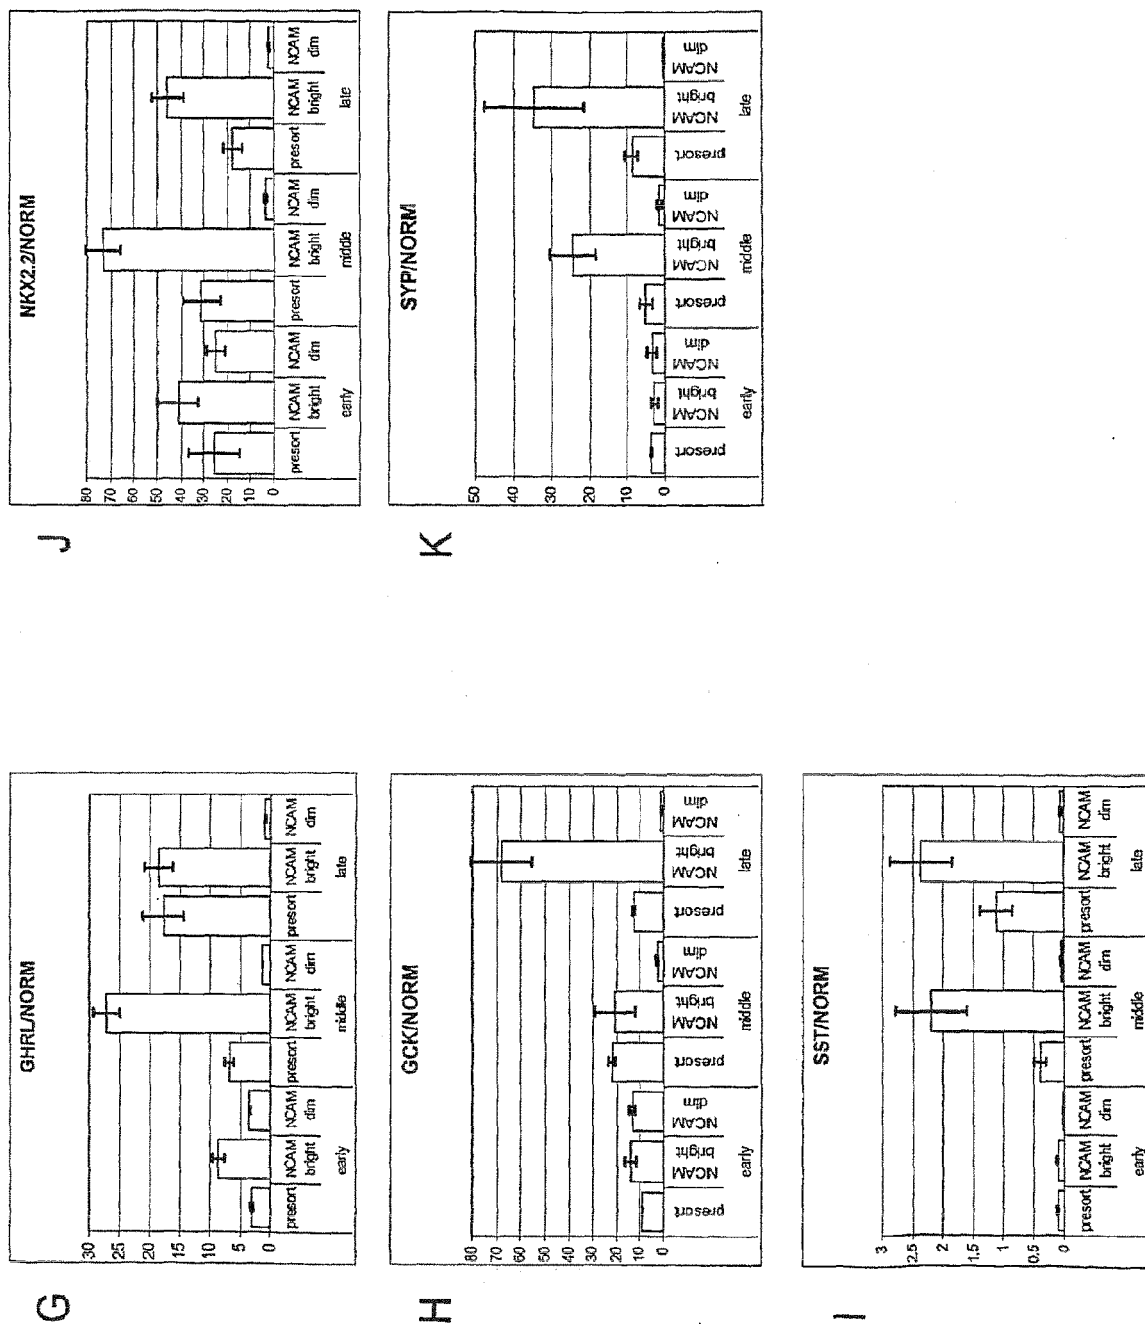 G
GHRL/NORM
30
25
20
15
10
5
0
presort NCAM bright NCAM dim presort NCAM bright NCAM dim presort NCAM bright NCAM dim
early middle late
H
GCK/NORM
80
70
60
50
40
30
20
10
0
presort NCAM bright NCAM dim presort NCAM bright NCAM dim presort NCAM bright NCAM dim
early middle late
I
SST/NORM
3
2.5
2
1.5
1
0.5
0
presort NCAM bright NCAM dim presort NCAM bright NCAM dim presort NCAM bright NCAM dim
early middle late
J
NKX2.2/NORM
80
70
60
50
40
30
20
10
0
presort NCAM bright NCAM dim presort NCAM bright NCAM dim presort NCAM bright NCAM dim
early middle late
K
SYP/NORM
50
40
30
20
10
0
presort NCAM bright NCAM dim presort NCAM bright NCAM dim presort NCAM bright NCAM dim
early middle late